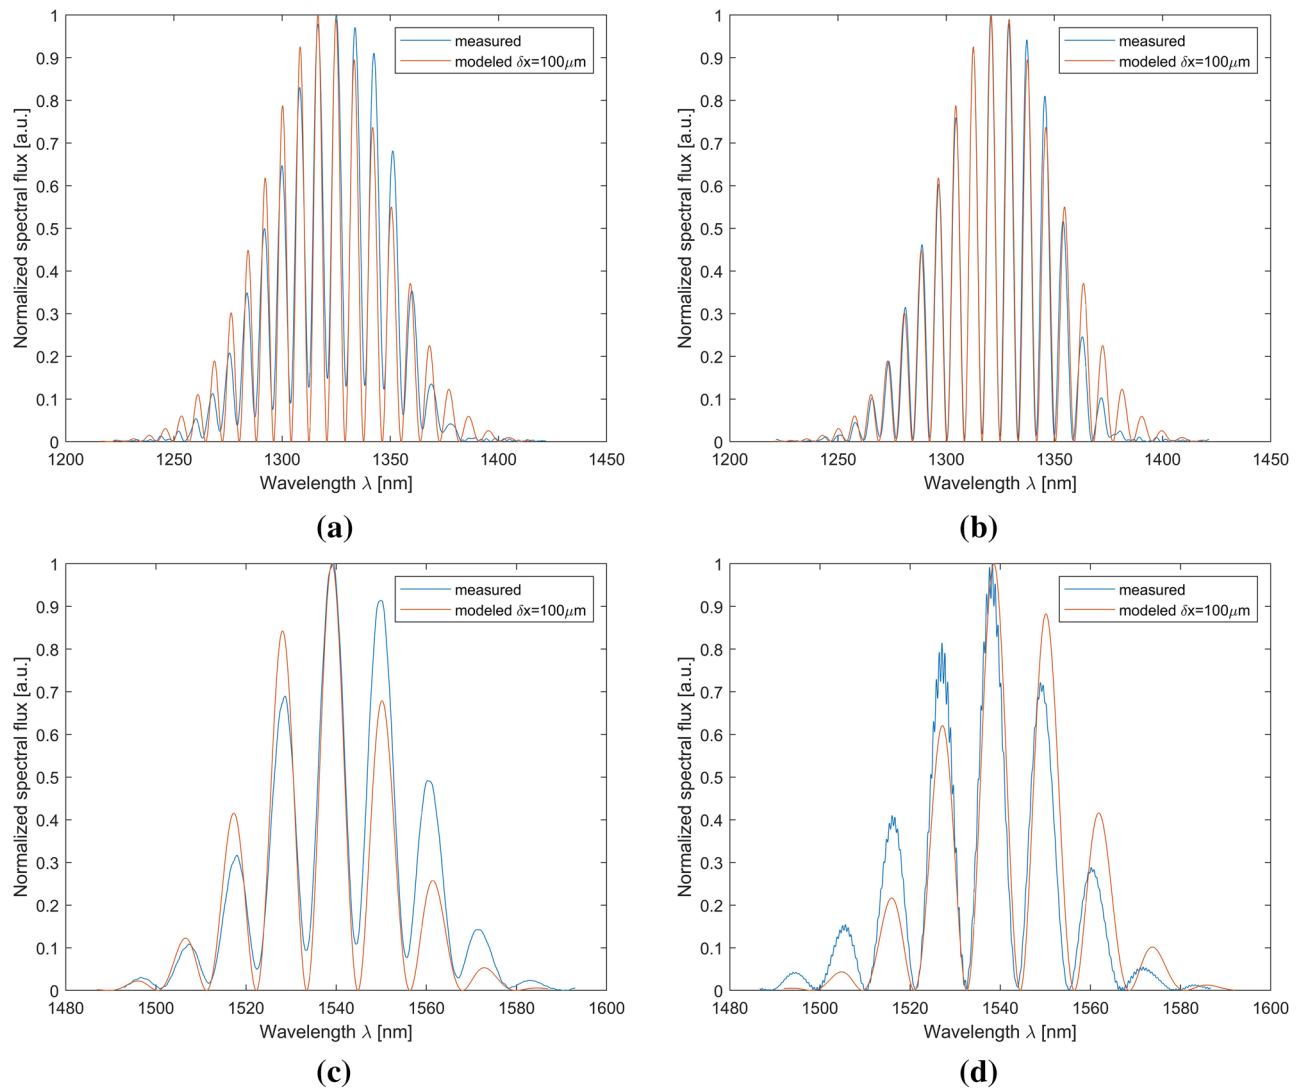 1
0.9
0.8
0.7
0.6
0.5
0.4
0.3
0.2
0.1
0
Normalized spectral flux [a.u.]
measured
modeled δx=100μm
1200 1250 1300 1350 1400 1450
Wavelength λ [nm]
(a)
1
0.9
0.8
0.7
0.6
0.5
0.4
0.3
0.2
0.1
0
Normalized spectral flux [a.u.]
measured
modeled δx=100μm
1200 1250 1300 1350 1400 1450
Wavelength λ [nm]
(b)
1
0.9
0.8
0.7
0.6
0.5
0.4
0.3
0.2
0.1
0
Normalized spectral flux [a.u.]
measured
modeled δx=100μm
1480 1500 1520 1540 1560 1580 1600
Wavelength λ [nm]
(c)
1
0.9
0.8
0.7
0.6
0.5
0.4
0.3
0.2
0.1
0
Normalized spectral flux [a.u.]
measured
modeled δx=100μm
1480 1500 1520 1540 1560 1580 1600
Wavelength λ [nm]
(d)